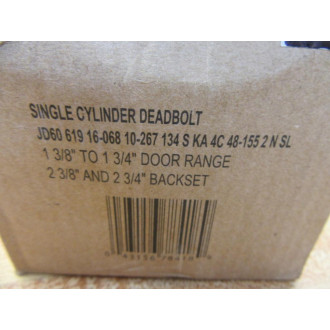 SINGLE CYLINDER DEADBOLT
JD60 619 16-068 10-267 134 S KA 4C 48-155 2 N SL
1 3/8" TO 1 3/4" DOOR RANGE
2 3/8" AND 2 3/4" BACKSET